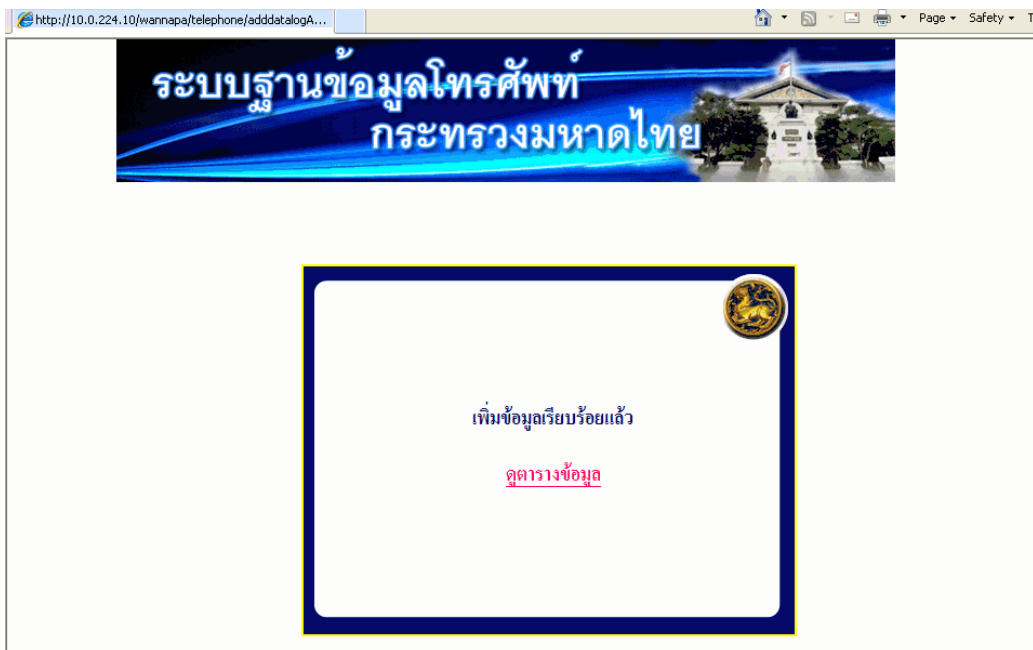 http://10.0.224.10/wannapa/telephone/adddatalogA...
Page Safety
ระบบฐานข้อมูลโทรศัพท์
กระทรวงมหาดไทย
เพิ่มข้อมูลเรียบร้อยแล้ว
ดูตารางข้อมูล